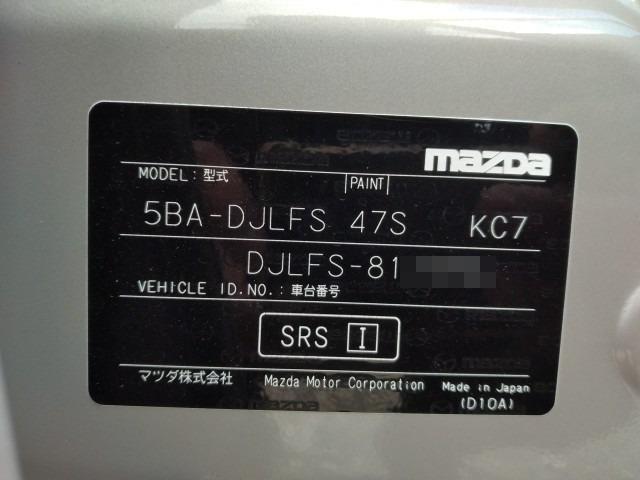 mazda
MODEL : 型式 PAINT
5BA-DJLFS 47S KC7
DJLFS-81
VEHICLE ID.NO. : 車台番号
SRS I
マツダ株式会社 Mazda Motor Corporation Made in Japan
(D10A)